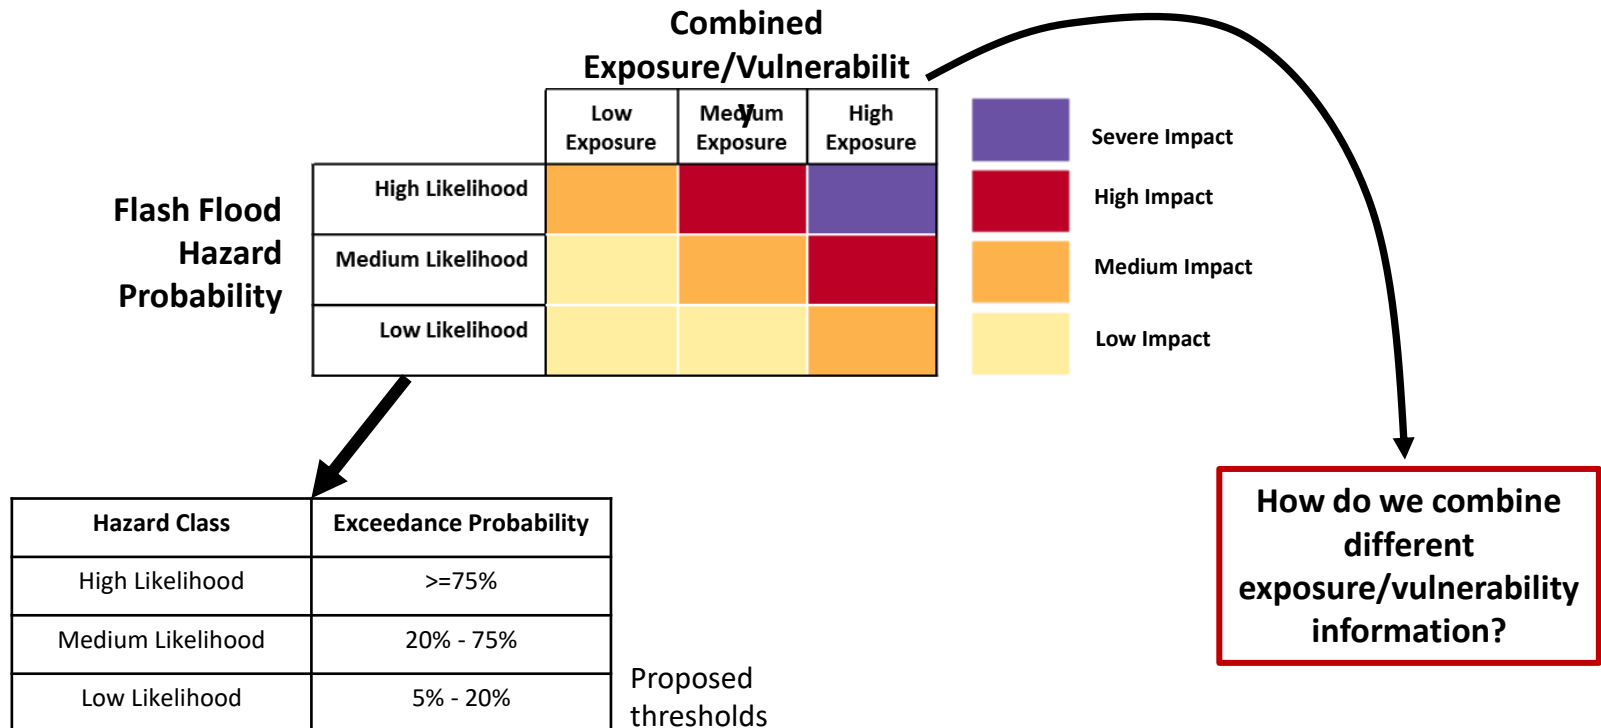 Combined
Exposure/Vulnerabilit
y
Low
Exposure
Medium
Exposure
High
Exposure
Severe Impact
High Impact
Medium Impact
Low Impact
Flash Flood
Hazard
Probability
High Likelihood
Medium Likelihood
Low Likelihood
Hazard Class
Exceedance Probability
High Likelihood
>=75%
Medium Likelihood
20% - 75%
Low Likelihood
5% - 20%
Proposed
thresholds
How do we combine
different
exposure/vulnerability
information?